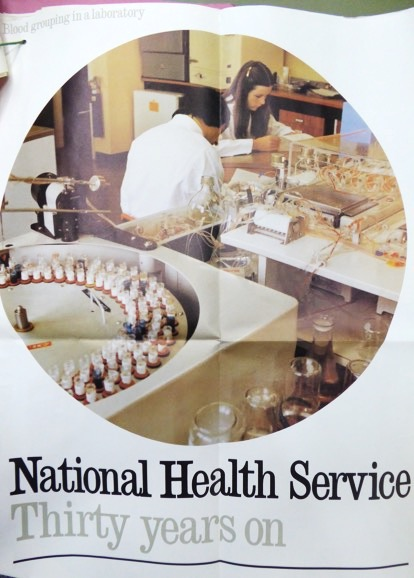 Blood grouping in a laboratory
National Health Service
Thirty years on